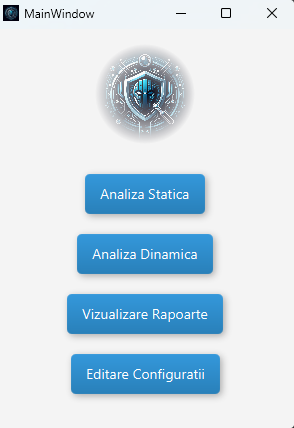 MainWindow
Analiza Statica
Analiza Dinamica
Vizualizare Rapoarte
Editare Configuratii